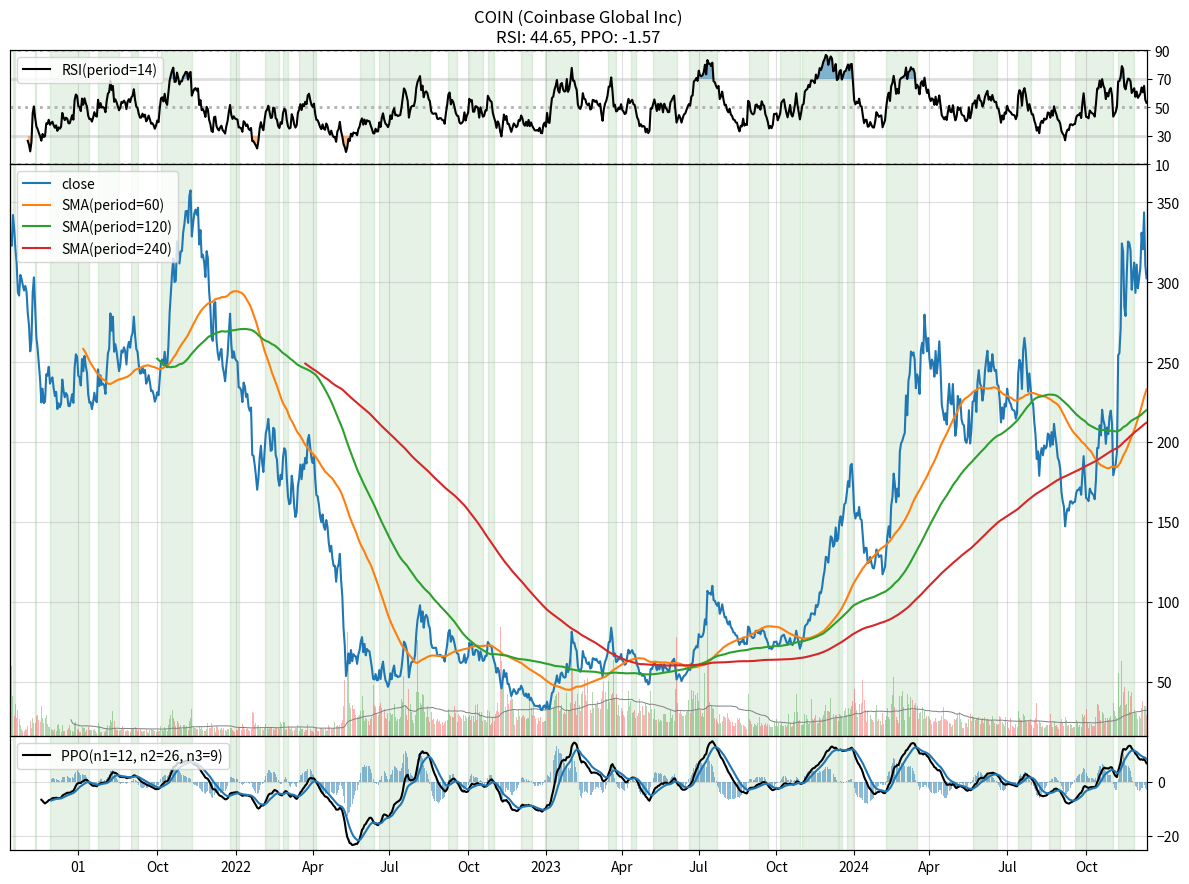 COIN (Coinbase Global Inc)
RSI: 44.65, PPO: -1.57
RSI(period=14)
90
70
50
30
10
close
SMA(period=60)
SMA(period=120)
SMA(period=240)
350
300
250
200
150
100
50
PPO(n1=12, n2=26, n3=9)
0
−20
01 Oct 2022 Apr Jul Oct 2023 Apr Jul Oct 2024 Apr Jul Oct